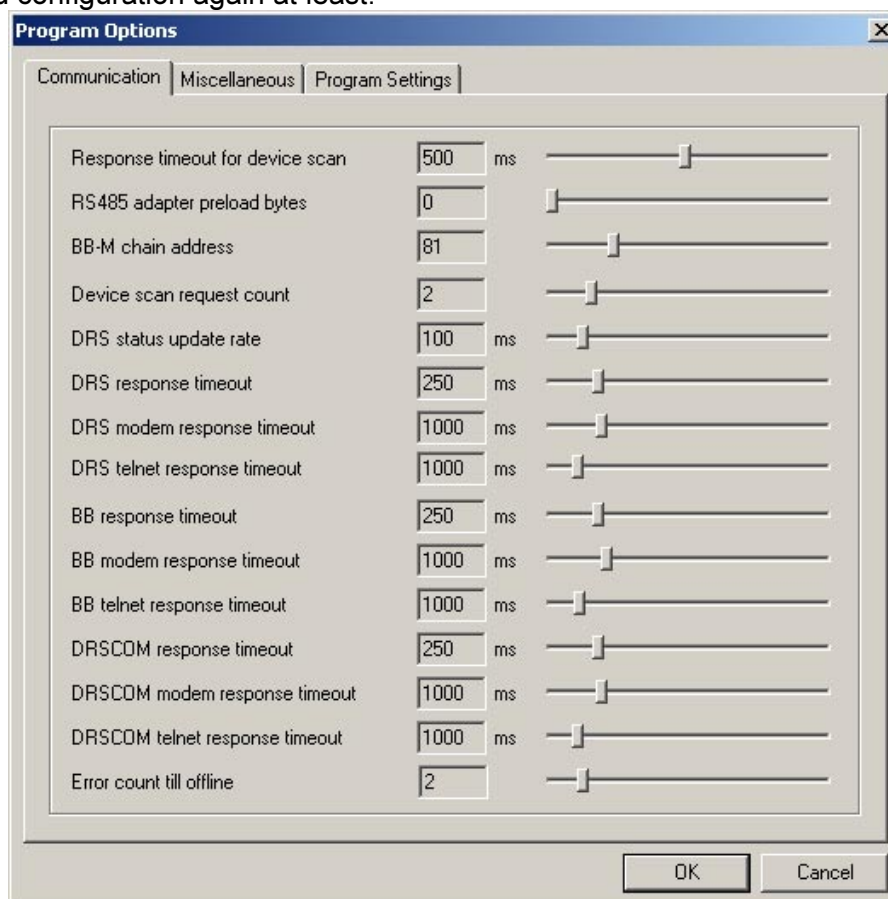 configuration again at least.
Program Options
Communication Miscellaneous Program Settings
Response timeout for device scan 500 ms
RS485 adapter preload bytes 0
BB-M chain address 81
Device scan request count 2
DRS status update rate 100 ms
DRS response timeout 250 ms
DRS modem response timeout 1000 ms
DRS telnet response timeout 1000 ms
BB response timeout 250 ms
BB modem response timeout 1000 ms
BB telnet response timeout 1000 ms
DRSCOM response timeout 250 ms
DRSCOM modem response timeout 1000 ms
DRSCOM telnet response timeout 1000 ms
Error count till offline 2
OK Cancel